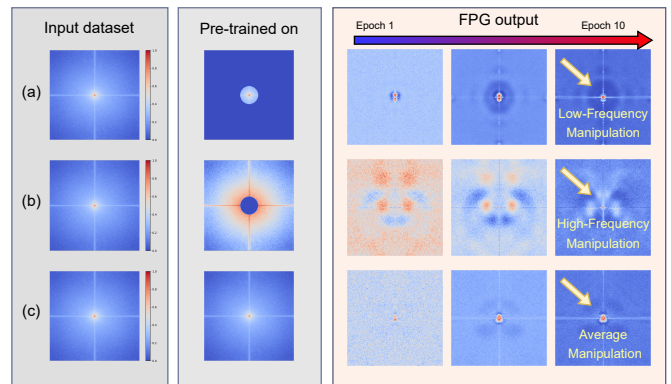 Input dataset
Pre-trained on
FPG output
Epoch 1
Epoch 10
(a)
Low-Frequency
Manipulation
(b)
High-Frequency
Manipulation
(c)
Average
Manipulation